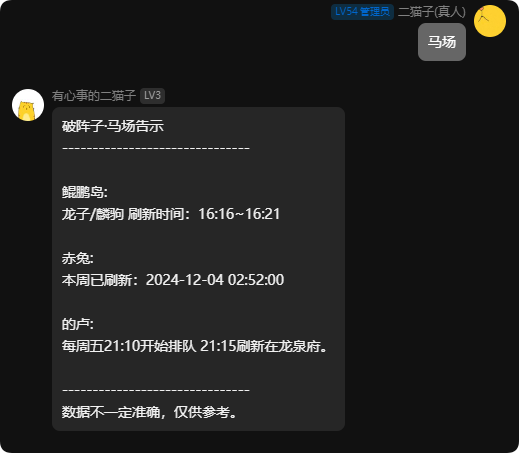 LV54 管理员 二猫子(真人)
马场
有心事的二猫子 LV3
破阵子·马场告示
-------------------------------
鲲鹏岛:
龙子/麟驹 刷新时间：16:16~16:21
赤兔:
本周已刷新：2024-12-04 02:52:00
的卢:
每周五21:10开始排队 21:15刷新在龙泉府。
-------------------------------
数据不一定准确，仅供参考。